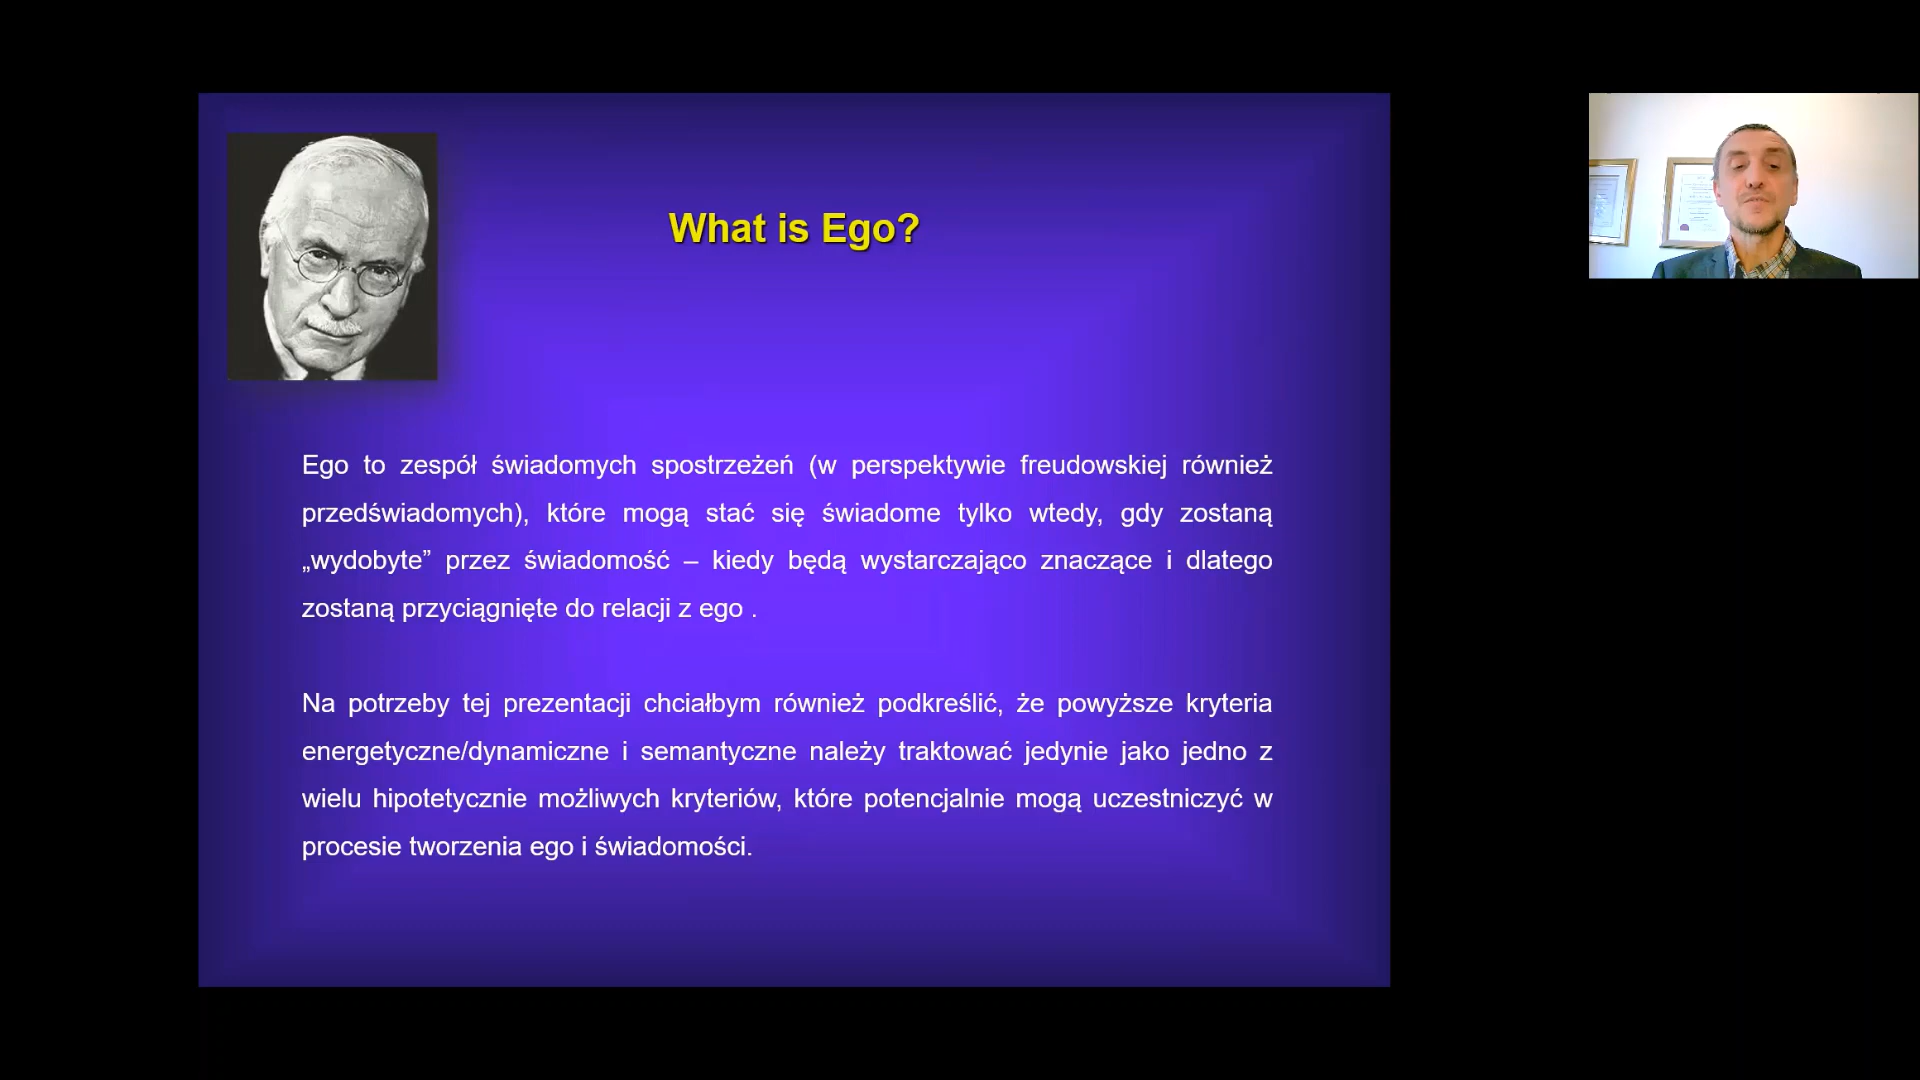 What is Ego?
Ego to zespół świadomych spostrzeżeń (w perspektywie freudowskiej również
przedświadomych), które mogą stać się świadome tylko wtedy, gdy zostaną
„wydobyte” przez świadomość – kiedy będą wystarczająco znaczące i dlatego
zostaną przyciągnięte do relacji z ego .
Na potrzeby tej prezentacji chciałbym również podkreślić, że powyższe kryteria
energetyczne/dynamiczne i semantyczne należy traktować jedynie jako jedno z
wielu hipotetycznie możliwych kryteriów, które potencjalnie mogą uczestniczyć w
procesie tworzenia ego i świadomości.